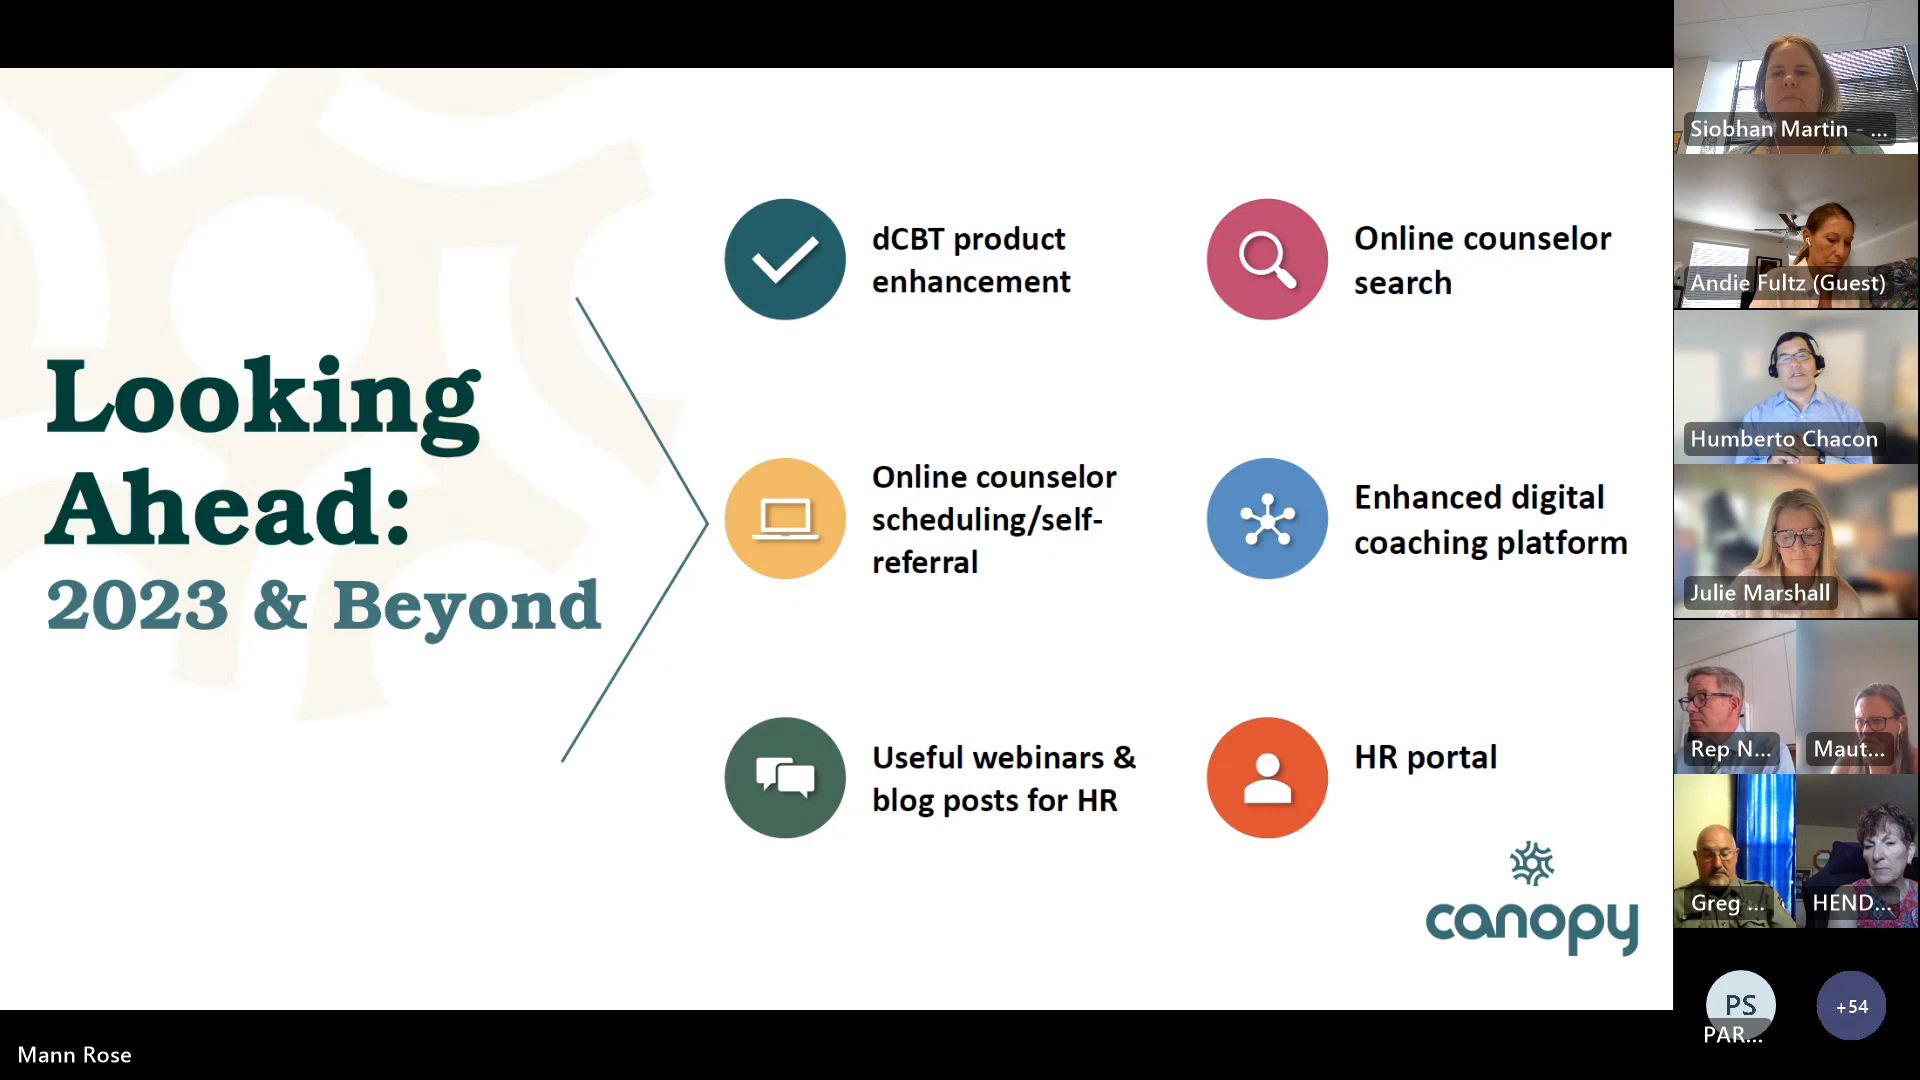 Looking
Ahead:
2023 & Beyond
dCBT product
enhancement
Online counselor
search
Online counselor
scheduling/self-
referral
Enhanced digital
coaching platform
Useful webinars &
blog posts for HR
HR portal
canopy
Siobhan Martin - ...
Andie Fultz (Guest)
Humberto Chacon
Julie Marshall
Rep N...
Maut...
Greg ...
HEND...
PS
PAR...
+54
Mann Rose